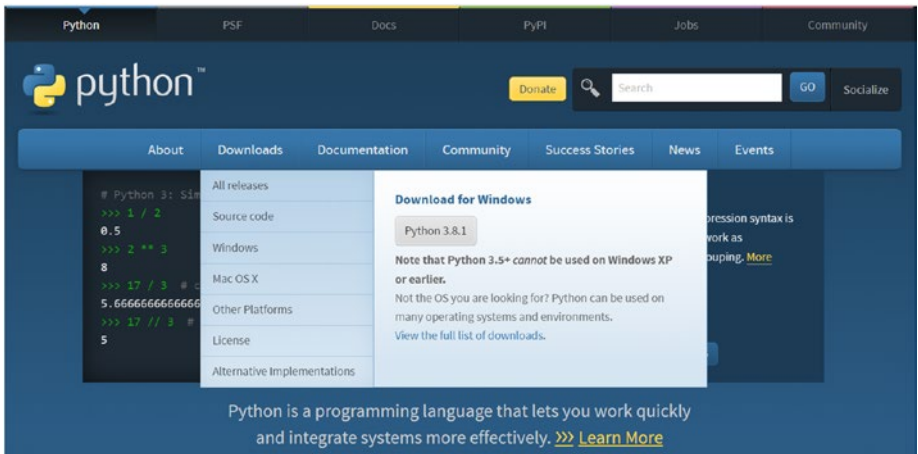 Python PSF Docs PyPI Jobs Community
python™
Donate Search GO Socialize
About Downloads Documentation Community Success Stories News Events
# Python 3: Sim
>>> 1 / 2
0.5
>>> 2 ** 3
8
>>> 17 / 3 # c
5.666666666666
>>> 17 // 3 #
5
All releases
Source code
Windows
Mac OS X
Other Platforms
License
Alternative Implementations
Download for Windows
Python 3.8.1
Note that Python 3.5+ cannot be used on Windows XP
or earlier.
Not the OS you are looking for? Python can be used on
many operating systems and environments.
View the full list of downloads.
syntax is
work as
More
Python is a programming language that lets you work quickly
and integrate systems more effectively. >>> Learn More